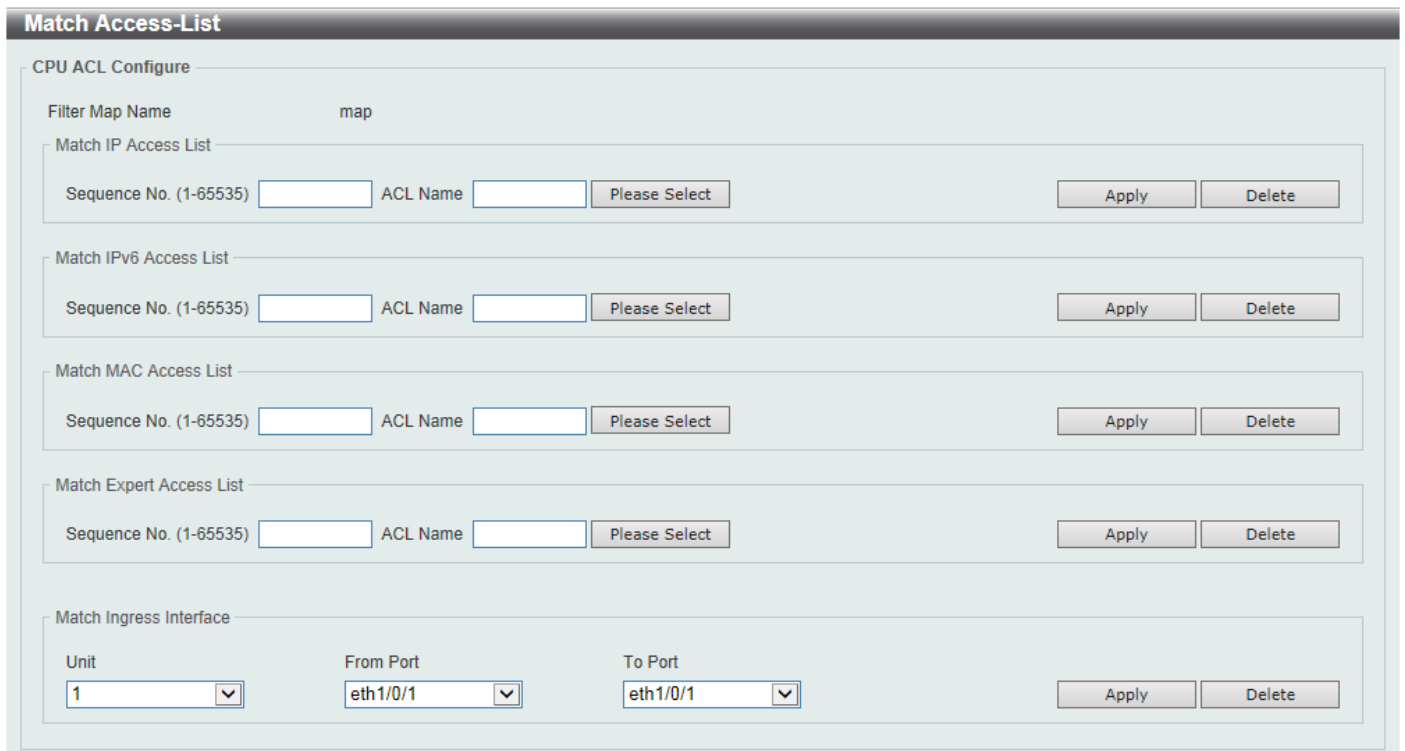 Match Access-List
CPU ACL Configure
Filter Map Name map
Match IP Access List
Sequence No. (1-65535) ACL Name Please Select Apply Delete
Match IPv6 Access List
Sequence No. (1-65535) ACL Name Please Select Apply Delete
Match MAC Access List
Sequence No. (1-65535) ACL Name Please Select Apply Delete
Match Expert Access List
Sequence No. (1-65535) ACL Name Please Select Apply Delete
Match Ingress Interface
Unit From Port To Port
1 eth1/0/1 eth1/0/1 Apply Delete